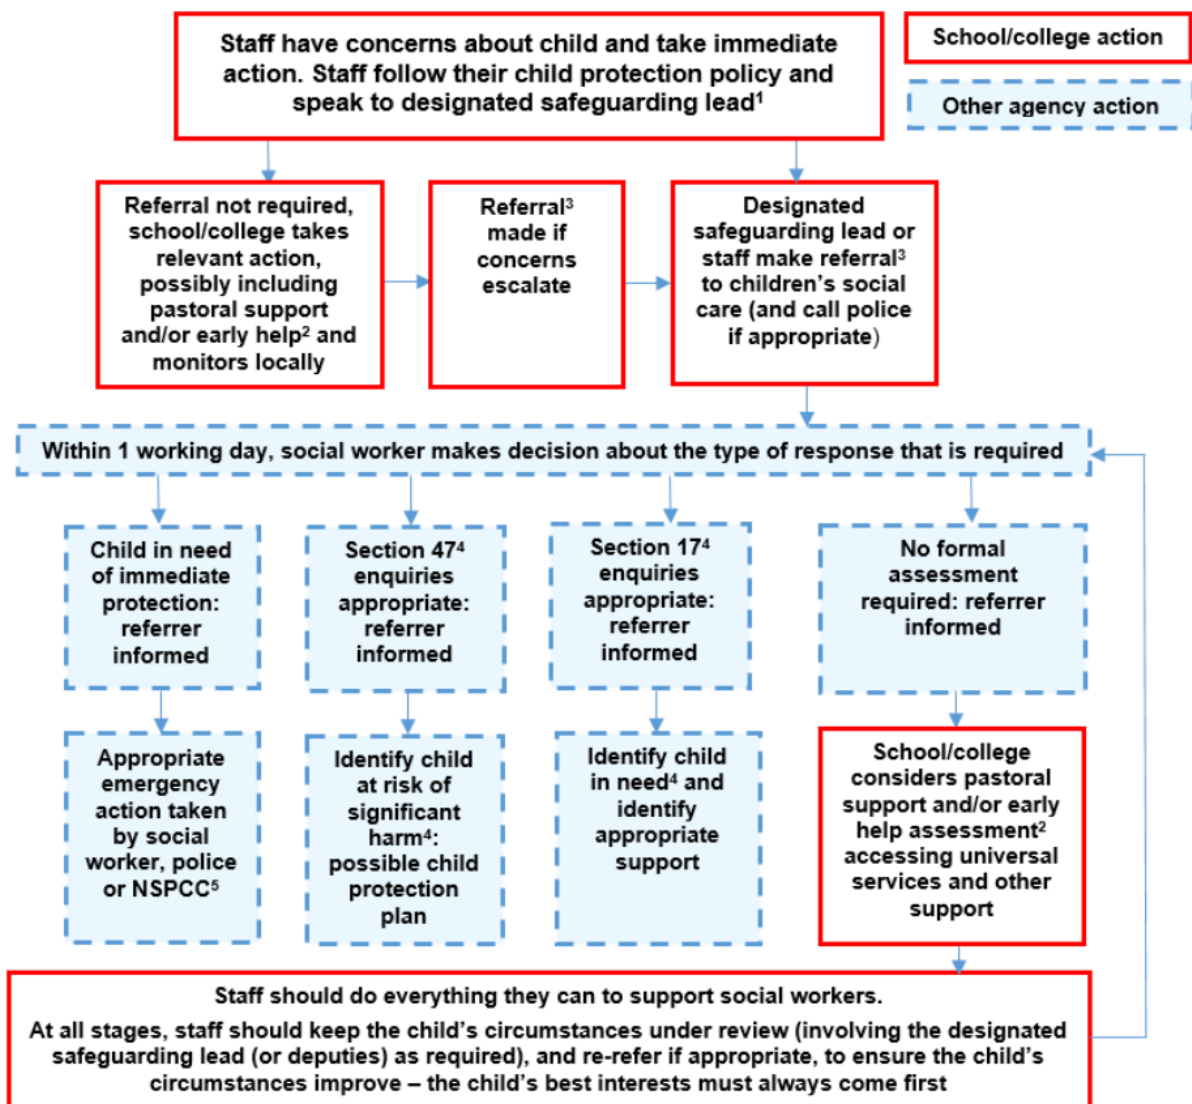 Staff have concerns about child and take immediate
action. Staff follow their child protection policy and
speak to designated safeguarding lead¹
School/college action
Other agency action
Referral not required,
school/college takes
relevant action,
possibly including
pastoral support
and/or early help² and
monitors locally
Referral³
made if
concerns
escalate
Designated
safeguarding lead or
staff make referral³
to children’s social
care (and call police
if appropriate)
Within 1 working day, social worker makes decision about the type of response that is required
Child in need
of immediate
protection:
referrer
informed
Section 47⁴
enquiries
appropriate:
referrer
informed
Section 17⁴
enquiries
appropriate:
referrer
informed
No formal
assessment
required: referrer
informed
Appropriate
emergency
action taken
by social
worker, police
or NSPCC⁵
Identify child
at risk of
significant
harm⁴:
possible child
protection
plan
Identify child
in need⁴ and
identify
appropriate
support
School/college
considers pastoral
support and/or early
help assessment²
accessing universal
services and other
support
Staff should do everything they can to support social workers.
At all stages, staff should keep the child’s circumstances under review (involving the designated
safeguarding lead (or deputies) as required), and re-refer if appropriate, to ensure the child’s
circumstances improve – the child’s best interests must always come first